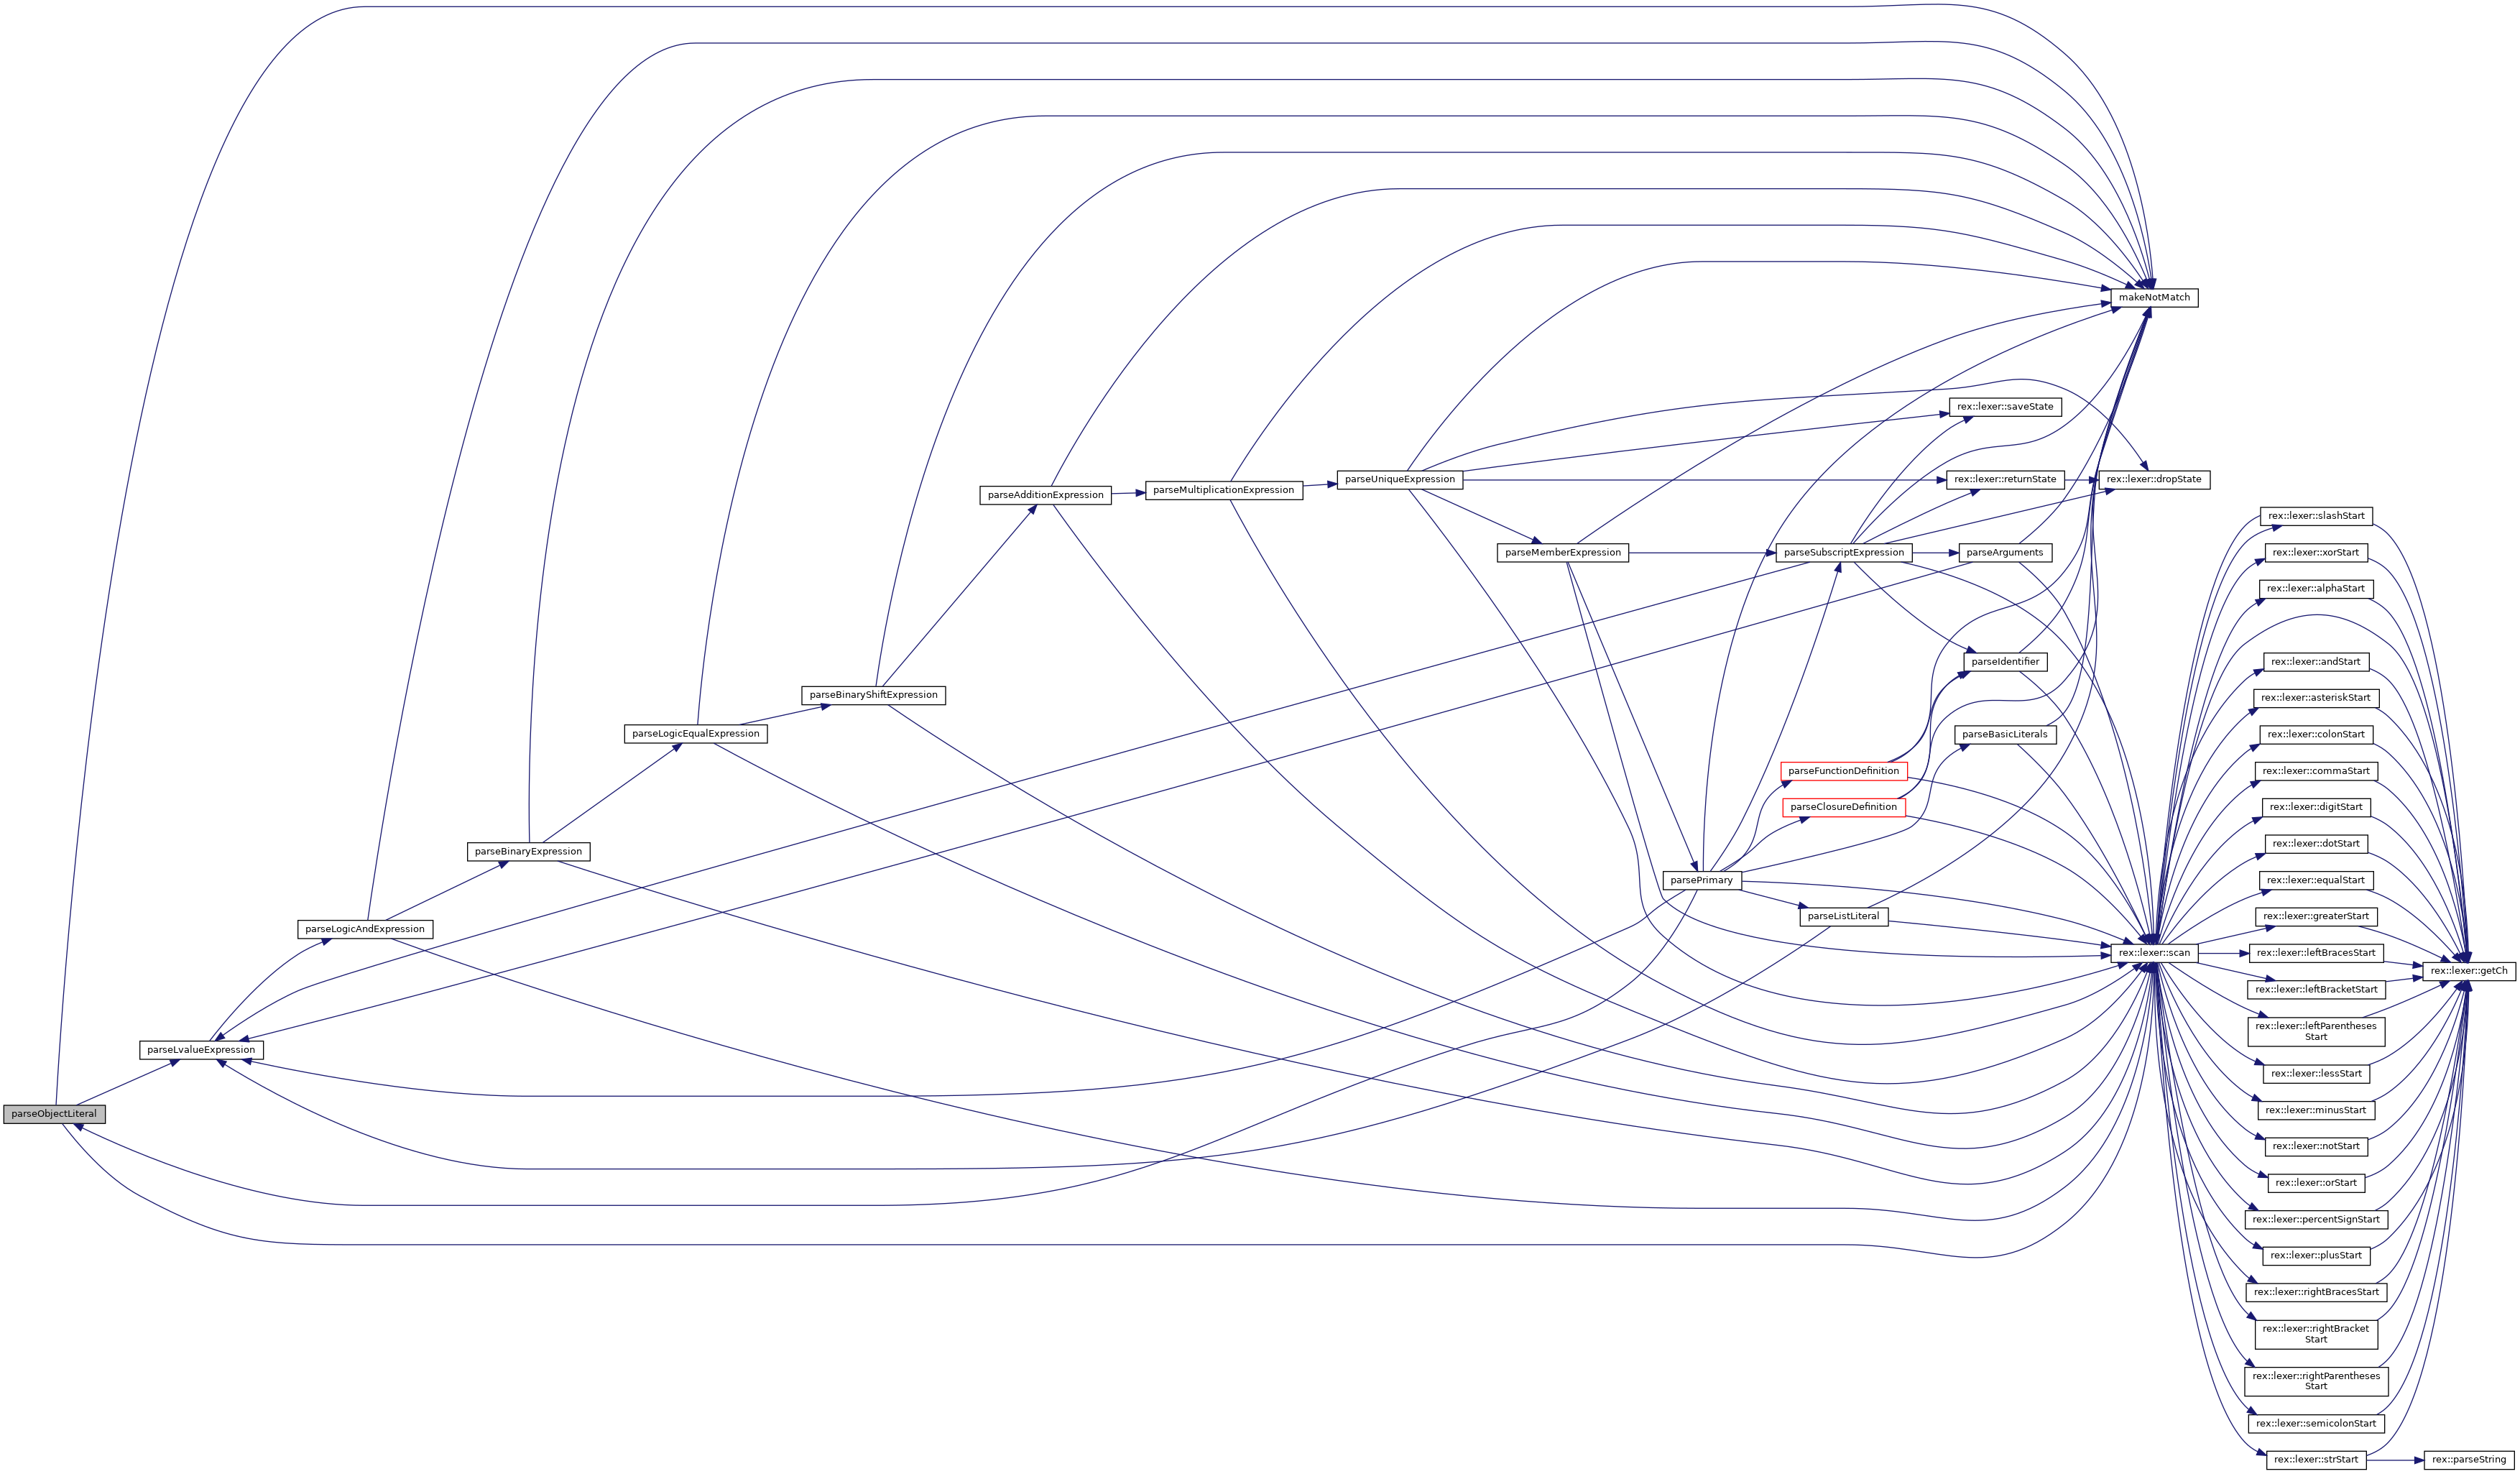 makeNotMatch
rex::lexer::saveState
parseUniqueExpression
rex::lexer::returnState
rex::lexer::dropState
parseAdditionExpression
parseMultiplicationExpression
rex::lexer::slashStart
parseMemberExpression
parseSubscriptExpression
parseArguments
rex::lexer::xorStart
rex::lexer::alphaStart
parseIdentifier
rex::lexer::andStart
parseBinaryShiftExpression
rex::lexer::asteriskStart
parseLogicEqualExpression
parseBasicLiterals
rex::lexer::colonStart
parseFunctionDefinition
rex::lexer::commaStart
parseClosureDefinition
rex::lexer::digitStart
parseBinaryExpression
rex::lexer::dotStart
parsePrimary
rex::lexer::equalStart
parseListLiteral
rex::lexer::greaterStart
parseLogicAndExpression
rex::lexer::scan
rex::lexer::leftBracesStart
rex::lexer::getCh
rex::lexer::leftBracketStart
rex::lexer::leftParentheses
Start
parseLvalueExpression
rex::lexer::lessStart
parseObjectLiteral
rex::lexer::minusStart
rex::lexer::notStart
rex::lexer::orStart
rex::lexer::percentSignStart
rex::lexer::plusStart
rex::lexer::rightBracesStart
rex::lexer::rightBracket
Start
rex::lexer::rightParentheses
Start
rex::lexer::semicolonStart
rex::lexer::strStart
rex::parseString